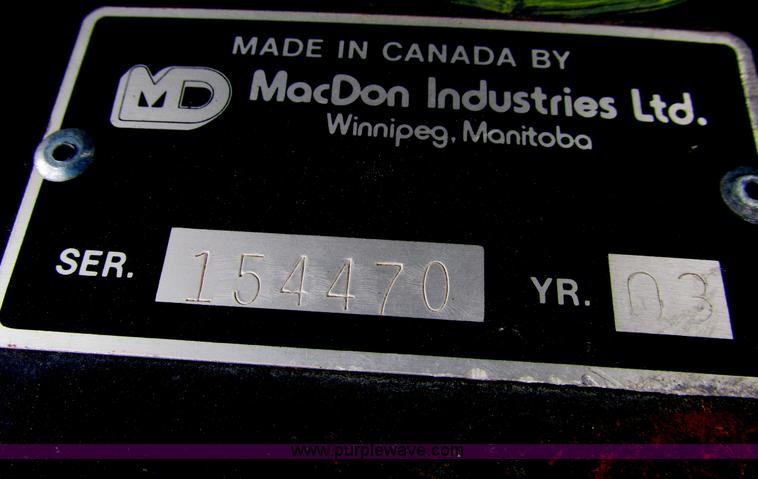 MADE IN CANADA BY
MD MacDon Industries Ltd.
Winnipeg, Manitoba
SER. 154470 YR. 03
www.purplewave.com